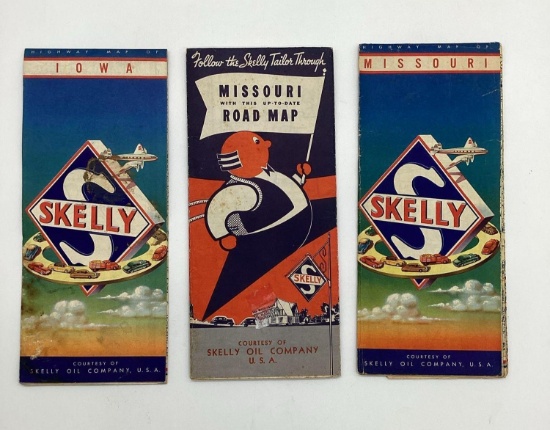 HIGHWAY MAP OF
IOWA
S
SKELLY
COURTESY OF
SKELLY OIL COMPANY, U.S.A.
Follow the Skelly Tailor Through
MISSOURI
WITH THIS UP-TO-DATE
ROAD MAP
S
SKELLY
COURTESY OF
SKELLY OIL COMPANY
U.S.A.
HIGHWAY MAP OF
MISSOURI
S
SKELLY
COURTESY OF
SKELLY OIL COMPANY, U.S.A.